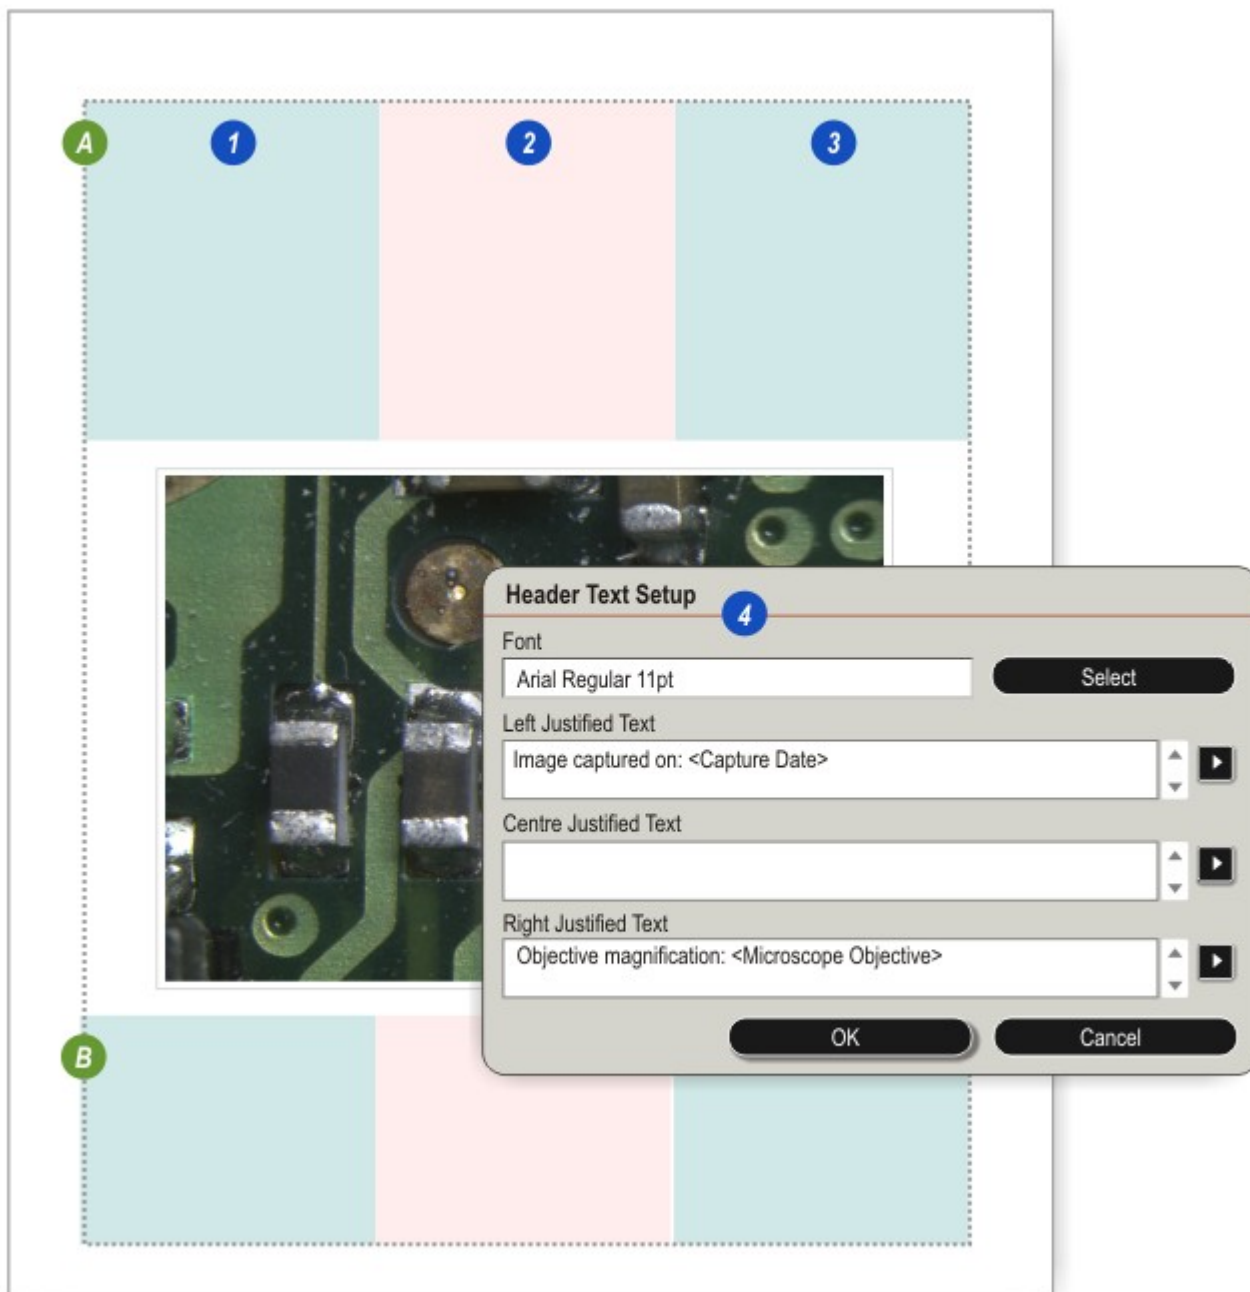 A
1
2
3
Header Text Setup
4
Font
Arial Regular 11pt
Select
Left Justified Text
Image captured on: <Capture Date>
Centre Justified Text
Right Justified Text
Objective magnification: <Microscope Objective>
B
OK
Cancel